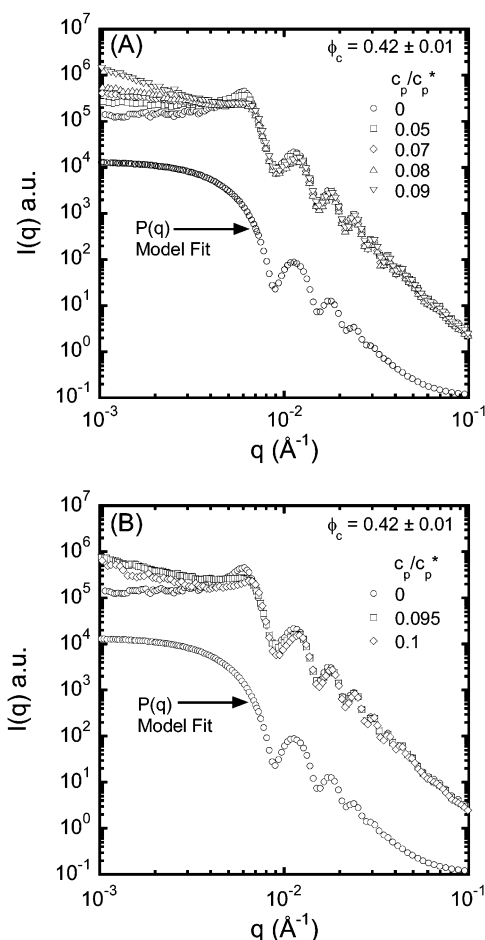 (A)
ϕc = 0.42 ± 0.01
cp/cp*
0
0.05
0.07
0.08
0.09
P(q)
Model Fit
I(q) a.u.
10^7
10^6
10^5
10^4
10^3
10^2
10^1
10^0
10^-1
10^-3
10^-2
10^-1
q (Å^-1)
(B)
ϕc = 0.42 ± 0.01
cp/cp*
0
0.095
0.1
P(q)
Model Fit
I(q) a.u.
10^7
10^6
10^5
10^4
10^3
10^2
10^1
10^0
10^-1
10^-3
10^-2
10^-1
q (Å^-1)